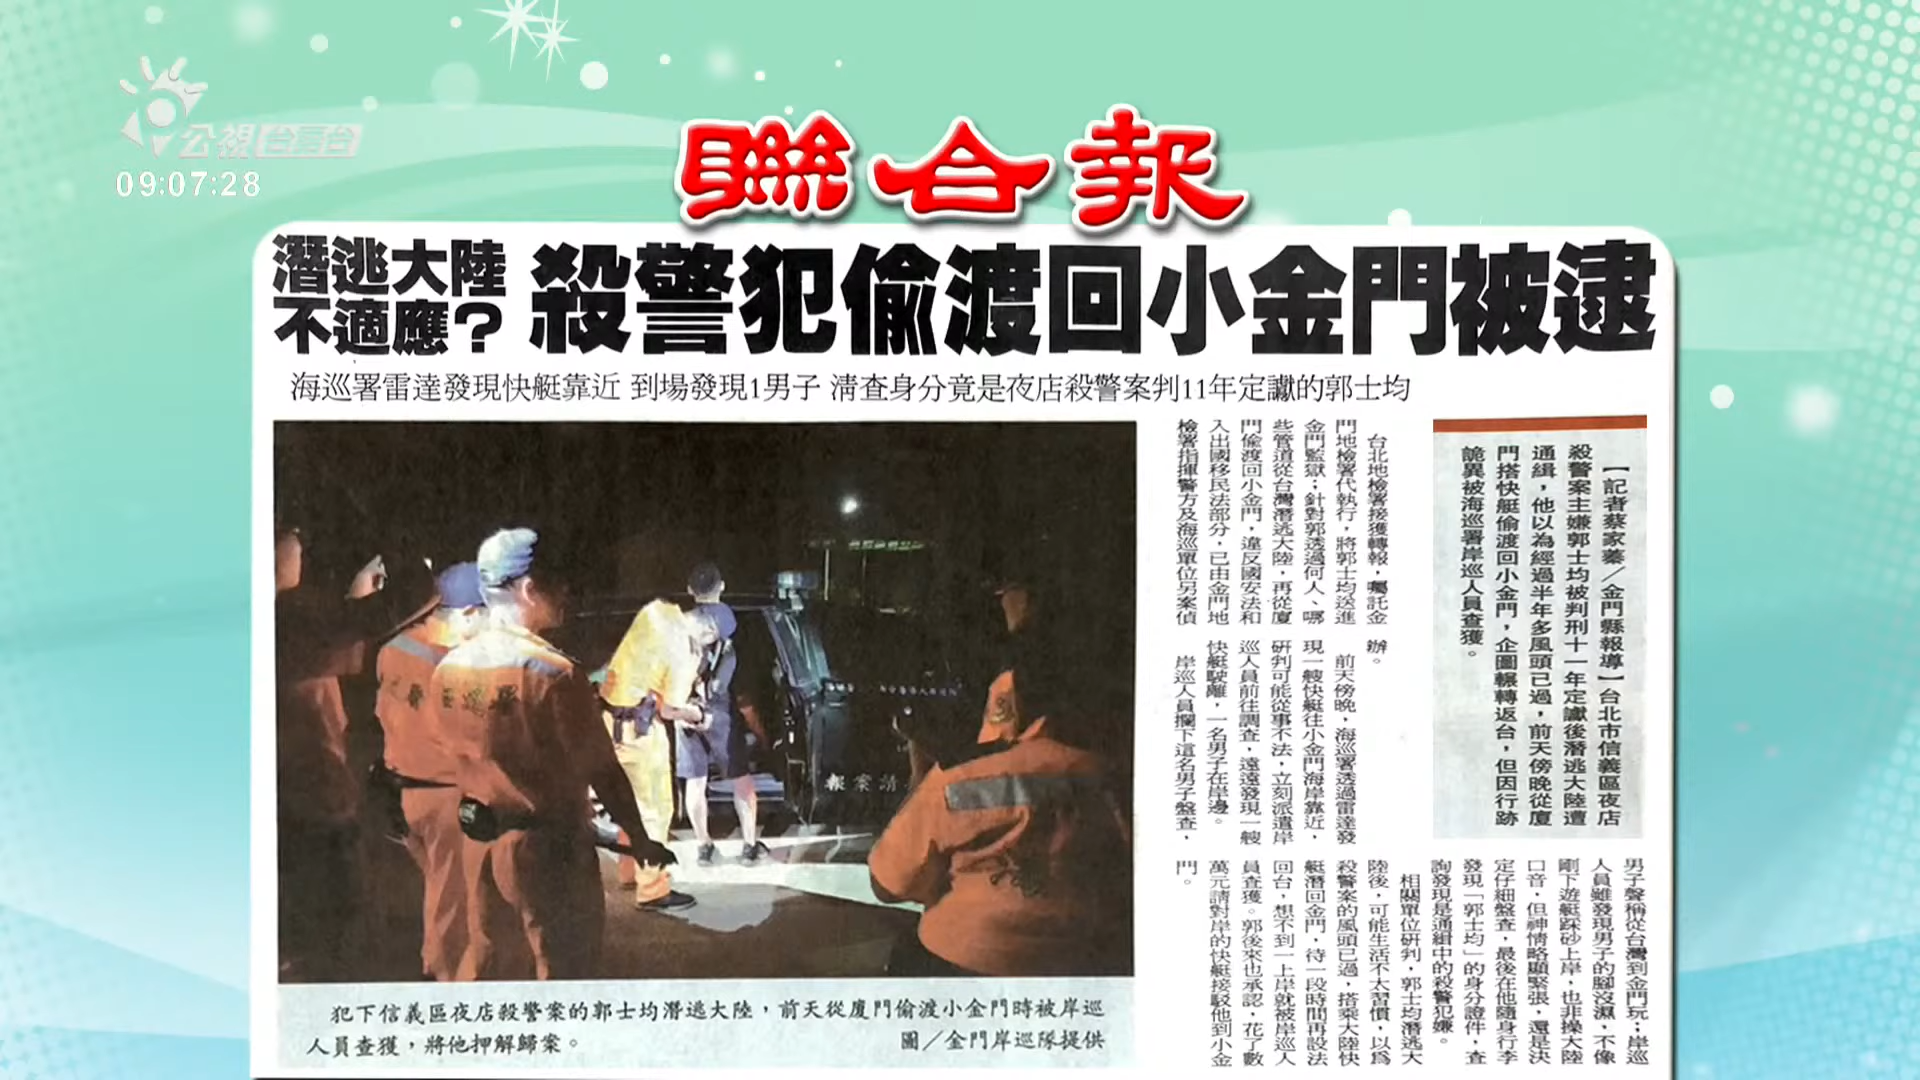 公視台語台
09:07:28
聯合報
潛逃大陸
不適應?
殺警犯偷渡回小金門被逮
海巡署雷達發現快艇靠近 到場發現1男子 清查身分竟是夜店殺警案判11年定讞的郭士均
【記者蔡家蓁/金門縣報導】台北市信義區夜店
殺警案主嫌郭士均被判刑十一年定讞後潛逃大陸遭
通緝,他以為經過半年多風頭已過,前天傍晚從廈
門搭快艇偷渡回小金門,企圖輾轉返台,但因行跡
詭異被海巡署岸巡人員查獲。
台北地檢署接獲轉報,囑託金
門地檢署代執行,將郭士均送進
金門監獄;針對郭透過何人、哪
些管道從台灣潛逃大陸,再從廈
門偷渡回小金門,違反國安法和
入出國移民法部分,已由金門地
檢署指揮警方及海巡單位另案偵
辦。
前天傍晚,海巡署透過雷達發
現一艘快艇往小金門海岸靠近,
研判可能從事不法,立刻派遣岸
巡人員前往調查,遠遠發現一艘
快艇駛離,一名男子在岸邊。
岸巡人員攔下這名男子盤查,
男子聲稱從台灣到金門玩;岸巡
人員雖發現男子的腳沒濕,不像
剛下遊艇踩砂上岸,也非操大陸
口音,但神情略顯緊張,還是決
定仔細盤查,最後在他隨身行李
發現「郭士均」的身分證件,查
詢發現是通緝中的殺警犯嫌。
相關單位研判,郭士均潛逃大
陸後,可能生活不太習慣,以為
殺警案的風頭已過,搭乘大陸快
艇潛回金門,待一段時間再設法
回台,想不到一上岸就被岸巡人
員查獲。郭後來也承認,花了數
萬元請對岸的快艇接駁他到小金
門。
報案請
犯下信義區夜店殺警案的郭士均潛逃大陸,前天從廈門偷渡小金門時被岸巡
人員查獲,將他押解歸案。
圖/金門岸巡隊提供